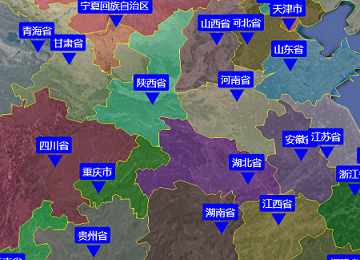 宁夏回族自治区
天津市
山西省
河北省
青海省
甘肃省
山东省
陕西省
河南省
安徽省
江苏省
四川省
重庆市
湖北省
浙江
湖南省
江西省
贵州省